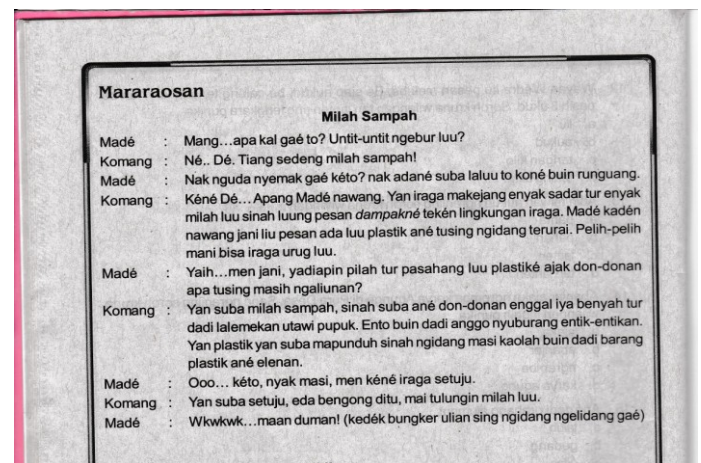 Mararaosan
Milah Sampah
Madé : Mang...apa kal gaé to? Untit-untit ngebur luu?
Komang : Né.. Dé. Tiang sedeng milah sampah!
Madé : Nak nguda nyemak gaé kéto? nak adané suba laluu to koné buin runguang.
Komang : Kéné Dé... Apang Madé nawang. Yan iraga makejang enyak sadar tur enyak
milah luu sinah luung pesan dampakné tekén lingkungan iraga. Madé kadén
nawang jani liu pesan ada luu plastik ané tusing ngidang terurai. Pelih-pelih
mani bisa iraga urug luu.
Madé : Yaih...men jani, yadiapin pilah tur pasahang luu plastiké ajak don-donan
apa tusing masih ngaliunan?
Komang : Yan suba milah sampah, sinah suba ané don-donan enggal iya benyah tur
dadi lalemekan utawi pupuk. Ento buin dadi anggo nyuburang entik-entikan.
Yan plastik yan suba mapunduh sinah ngidang masi kaolah buin dadi barang
plastik ané elenan.
Madé : Ooo... kéto, nyak masi, men kéné iraga setuju.
Komang : Yan suba setuju, eda bengong ditu, mai tulungin milah luu.
Madé : Wkwkwk...maan duman! (kedék bungker ulian sing ngidang ngelidang gaé)